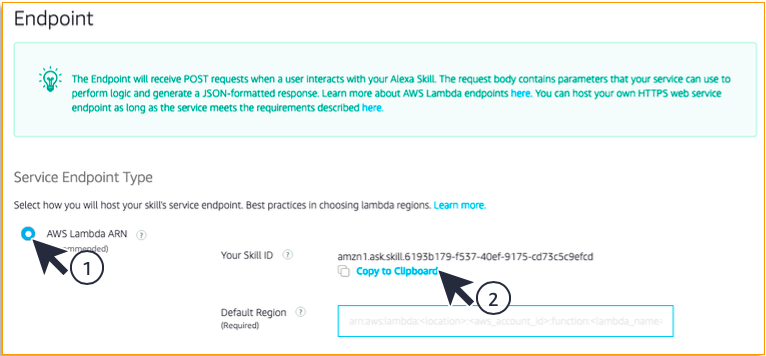 Endpoint
The Endpoint will receive POST requests when a user interacts with your Alexa Skill. The request body contains parameters that your service can use to
perform logic and generate a JSON-formatted response. Learn more about AWS Lambda endpoints here. You can host your own HTTPS web service
endpoint as long as the service meets the requirements described here.
Service Endpoint Type
Select how you will host your skill's service endpoint. Best practices in choosing lambda regions. Learn more.
AWS Lambda ARN ?
1
Your Skill ID ?
amzn1.ask.skill.6193b179-f537-40ef-9175-cd73c5c9efcd
Copy to Clipboard
2
Default Region ?
(Required)
arn:aws:lambda:<location>:<aws_account_id>:function:<lambda_name>